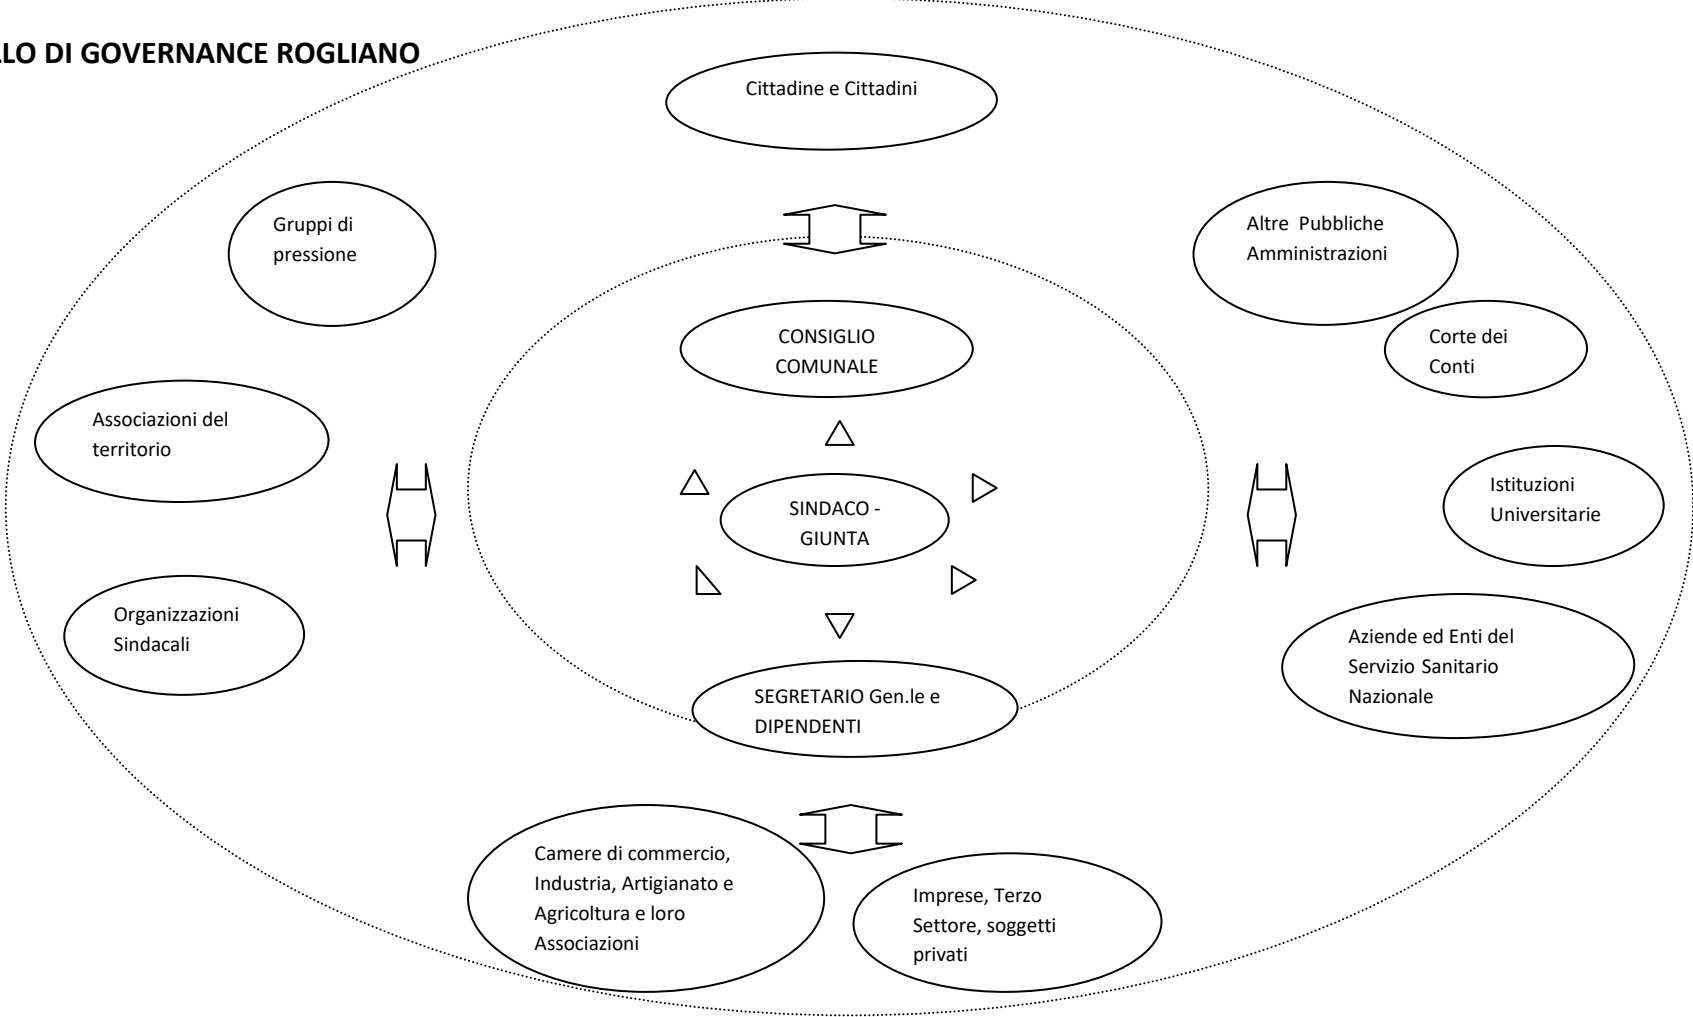 LLO DI GOVERNANCE ROGLIANO
Cittadine e Cittadini
Gruppi di
pressione
Altre Pubbliche
Amministrazioni
Corte dei
Conti
CONSIGLIO
COMUNALE
Associazioni del
territorio
Istituzioni
Universitarie
SINDACO -
GIUNTA
Organizzazioni
Sindacali
Aziende ed Enti del
Servizio Sanitario
Nazionale
SEGRETARIO Gen.le e
DIPENDENTI
Camere di commercio,
Industria, Artigianato e
Agricoltura e loro
Associazioni
Imprese, Terzo
Settore, soggetti
privati